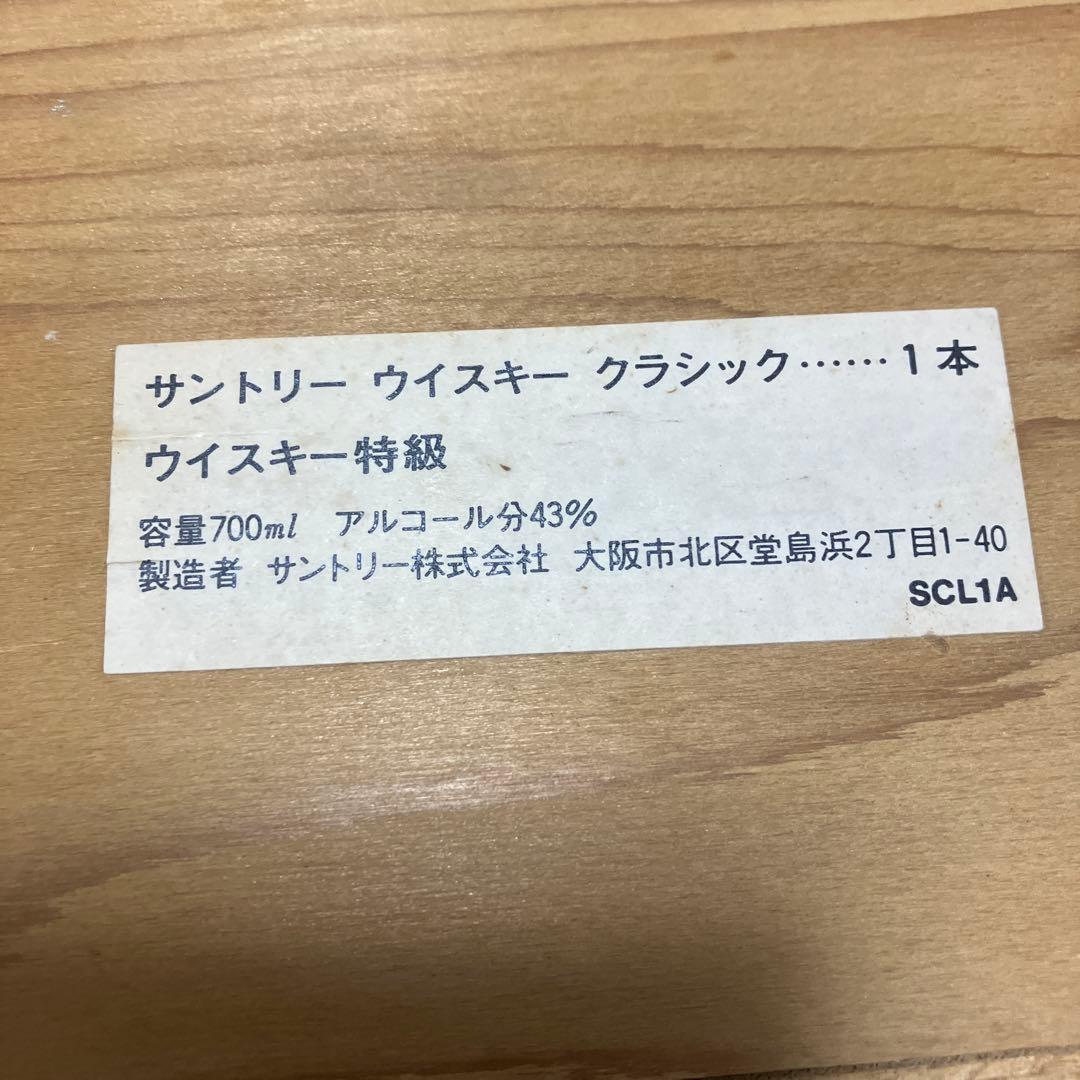 サントリー ウイスキー クラシック……1本
ウイスキー特級
容量700ml アルコール分43%
製造者 サントリー株式会社 大阪市北区堂島浜2丁目1-40
SCL1A